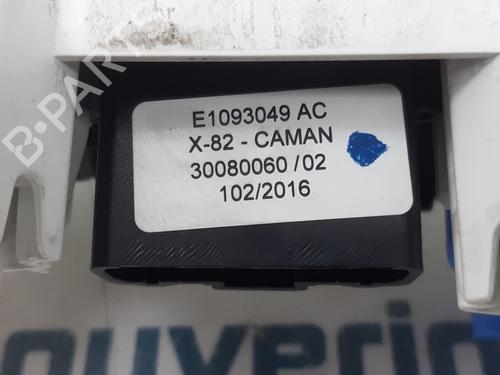 E1093049 AC
X-82 - CAMAN
30080060 /02
102/2016
B-PARTS
ouverio